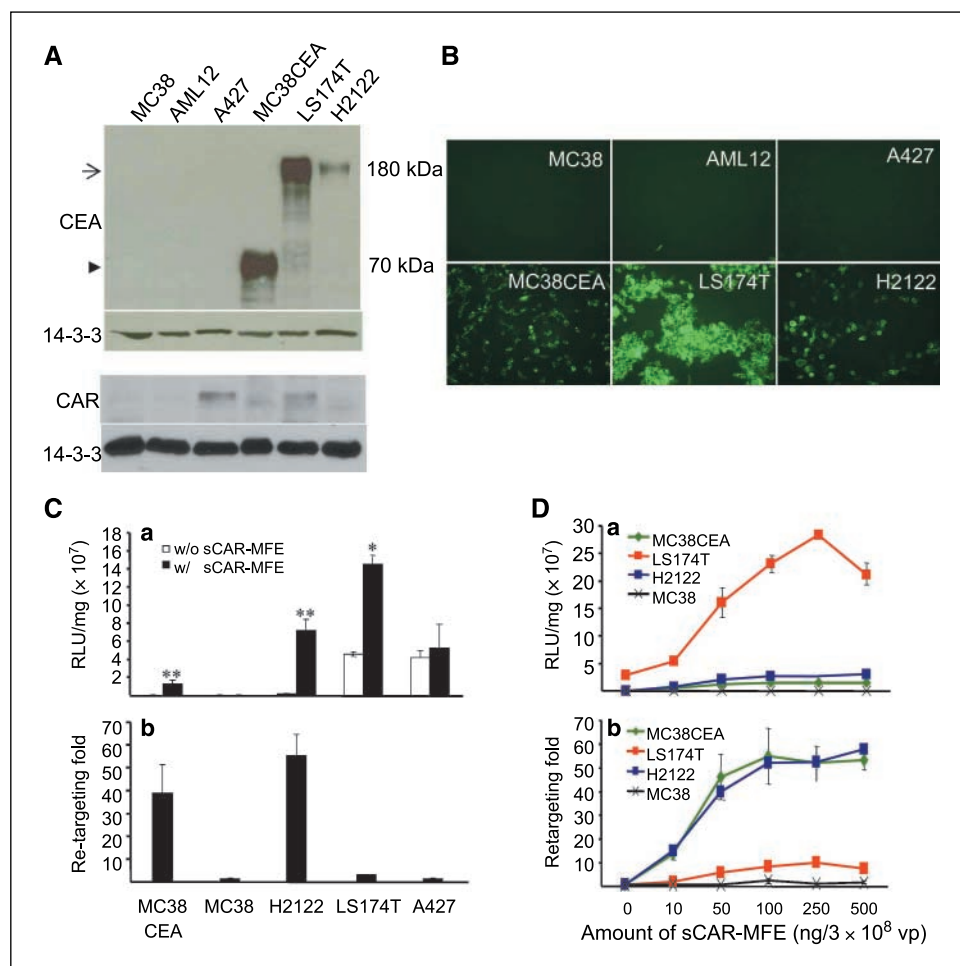 A
MC38 AML12 A427 MC38CEA LS174T H2122
180 kDa
CEA
70 kDa
14-3-3
CAR
14-3-3
B
MC38 AML12 A427
MC38CEA LS174T H2122
C
a
w/o sCAR-MFE
w/ sCAR-MFE
RLU/mg (× 10⁷)
18
16
14
12
10
8
6
4
2
** ** *
b
Re-targeting fold
70
60
50
40
30
20
10
MC38 CEA MC38 H2122 LS174T A427
D
a
MC38CEA
LS174T
H2122
MC38
RLU/mg (× 10⁷)
30
25
20
15
10
5
b
MC38CEA
LS174T
H2122
MC38
Retargeting fold
70
60
50
40
30
20
10
0 10 50 100 250 500
Amount of sCAR-MFE (ng/3 × 10⁸ vp)